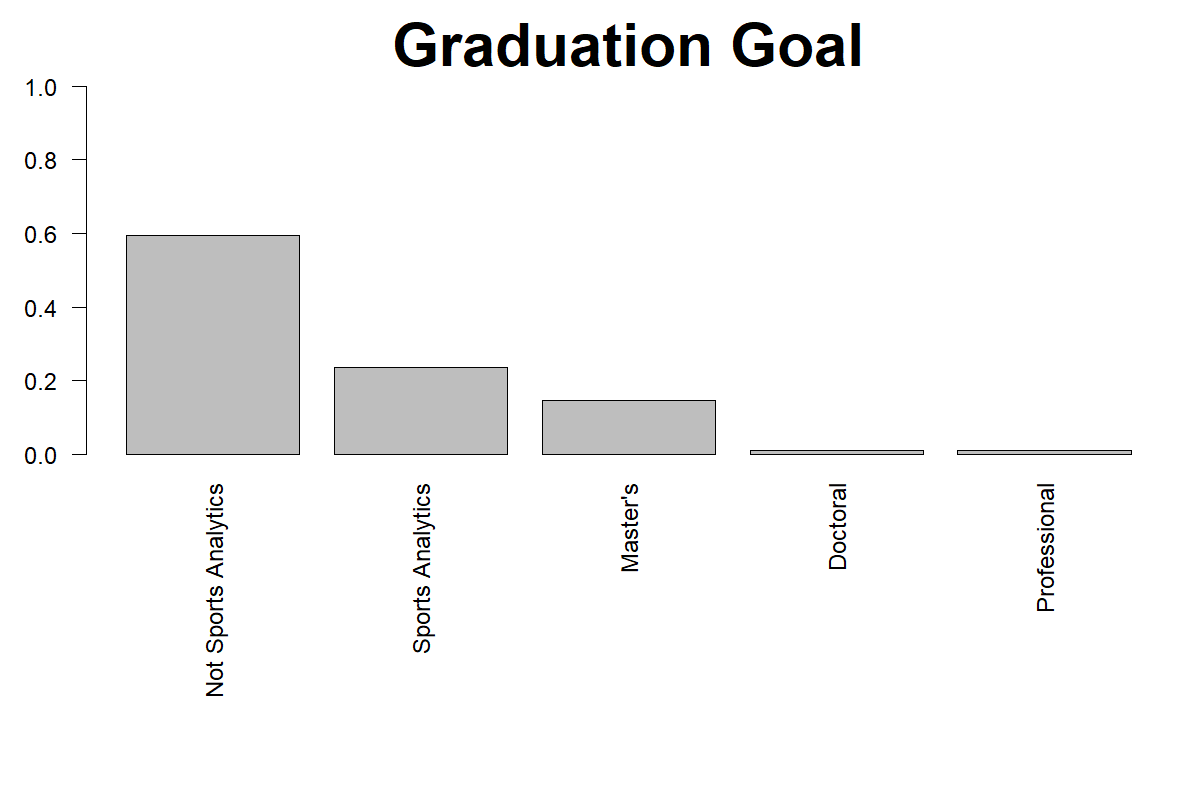 Graduation Goal
1.0
0.8
0.6
0.4
0.2
0.0
Not Sports Analytics
Sports Analytics
Master's
Doctoral
Professional